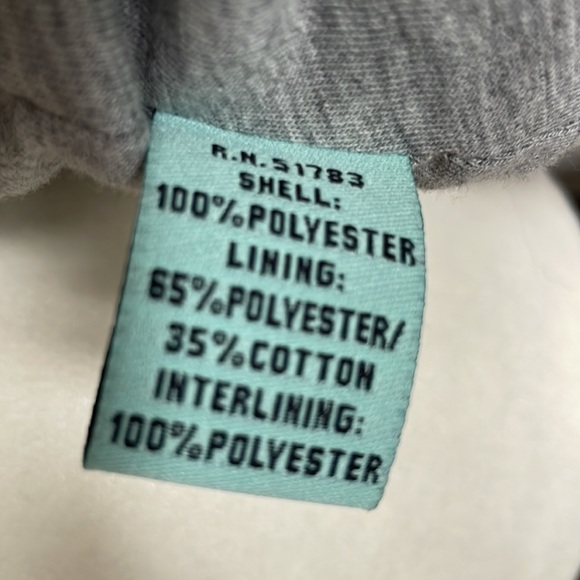 R.N. 51783
SHELL:
100%POLYESTER
LINING:
65%POLYESTER/
35%COTTON
INTERLINING:
100%POLYESTER